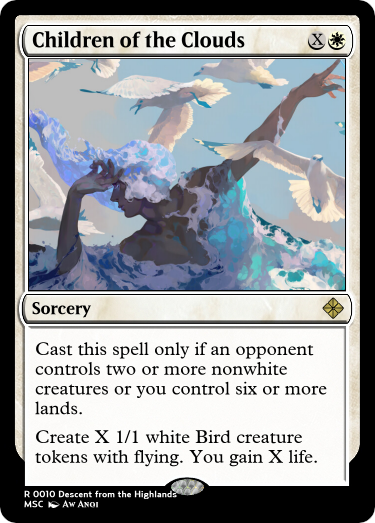 Children of the Clouds X
Sorcery
Cast this spell only if an opponent
controls two or more nonwhite
creatures or you control six or more
lands.
Create X 1/1 white Bird creature
tokens with flying. You gain X life.
R 0010 Descent from the Highlands
MSC Aw Anoi